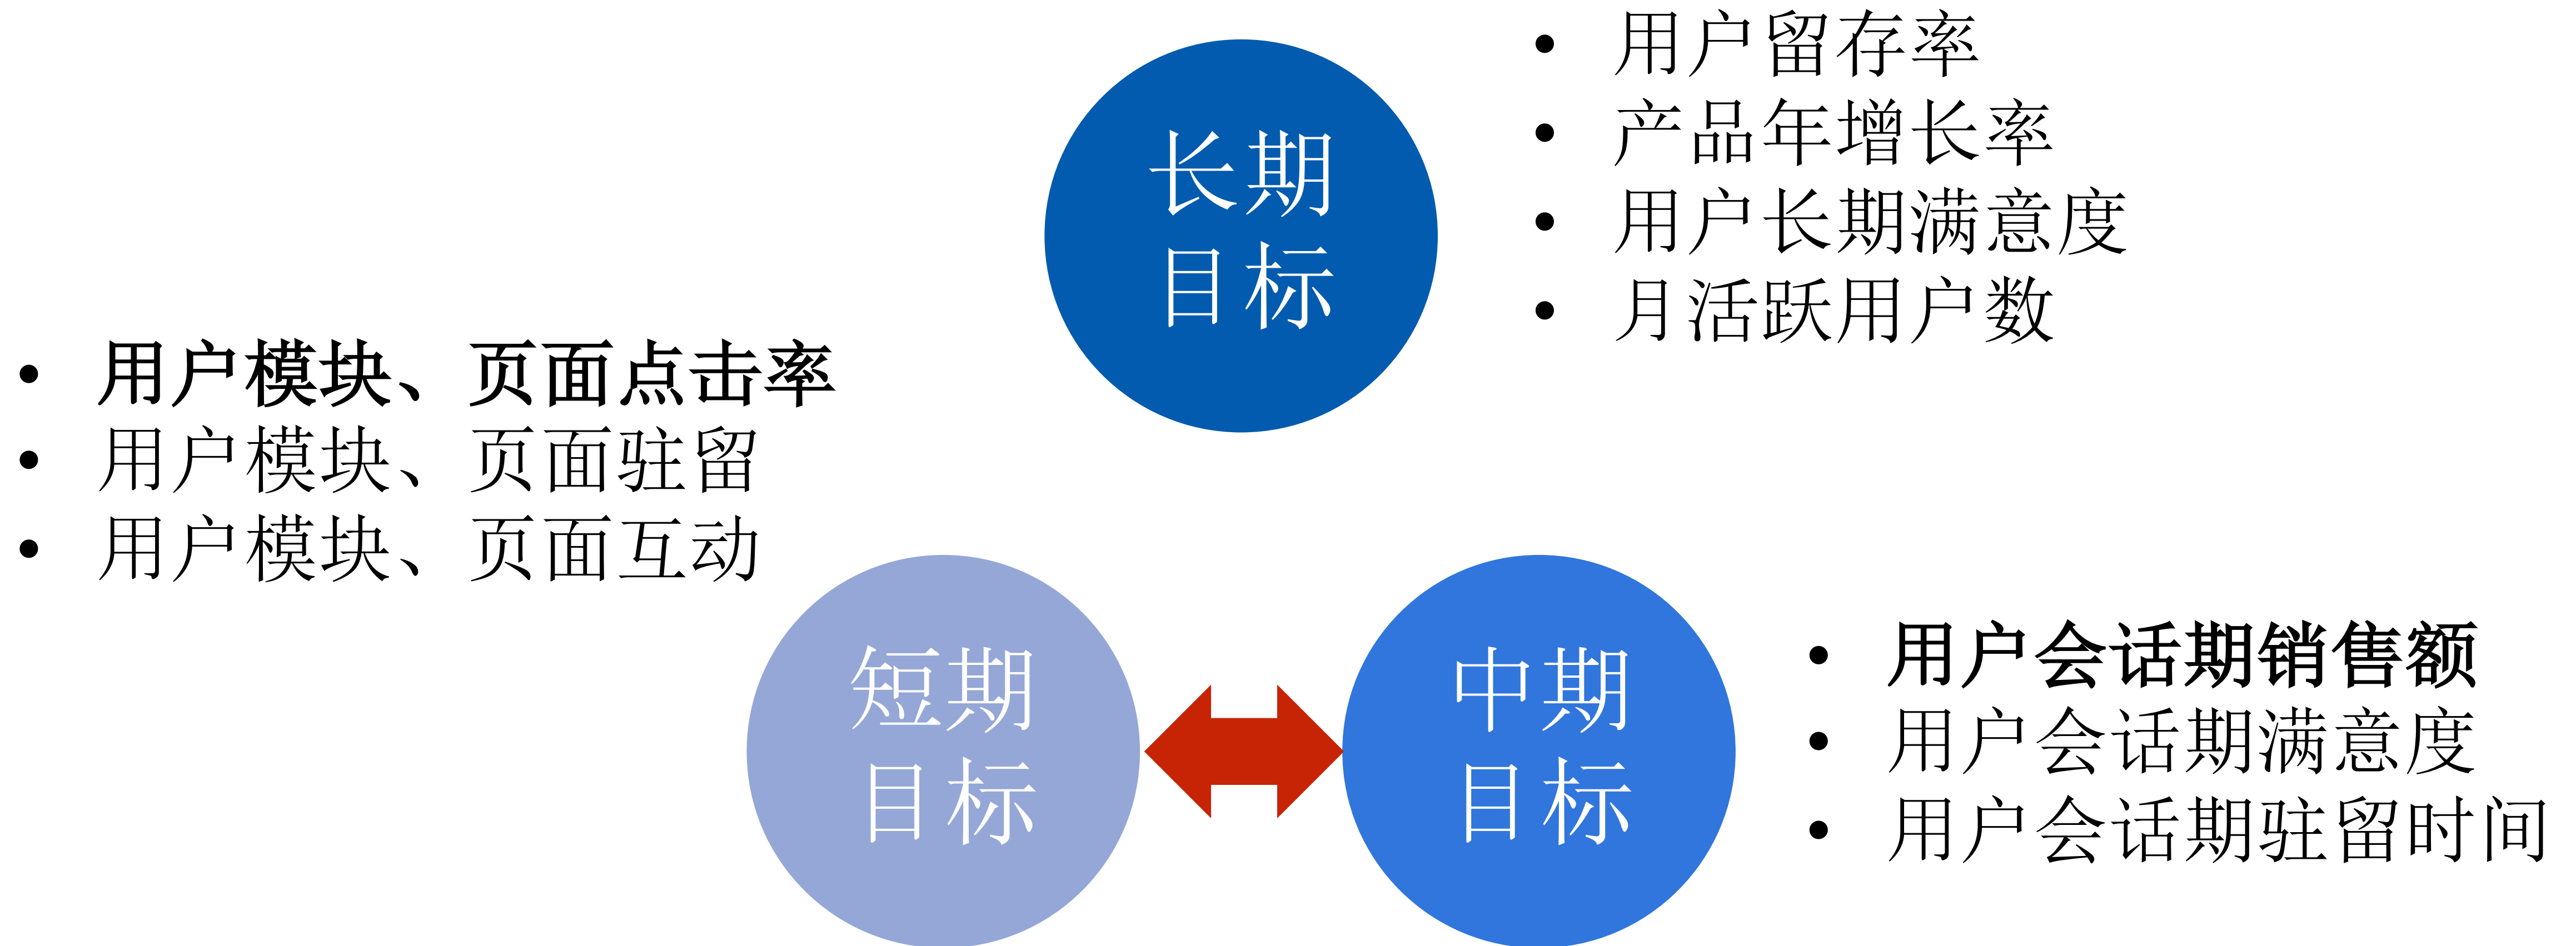 长期
目标
• 用户留存率
• 产品年增长率
• 用户长期满意度
• 月活跃用户数
• 用户模块、页面点击率
• 用户模块、页面驻留
• 用户模块、页面互动
短期
目标
中期
目标
• 用户会话期销售额
• 用户会话期满意度
• 用户会话期驻留时间